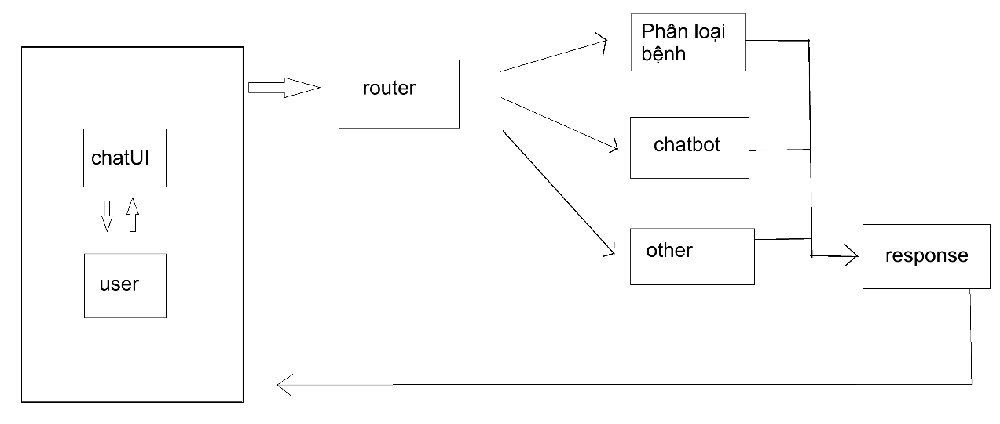 chatUI
user
router
Phân loại
bệnh
chatbot
other
response